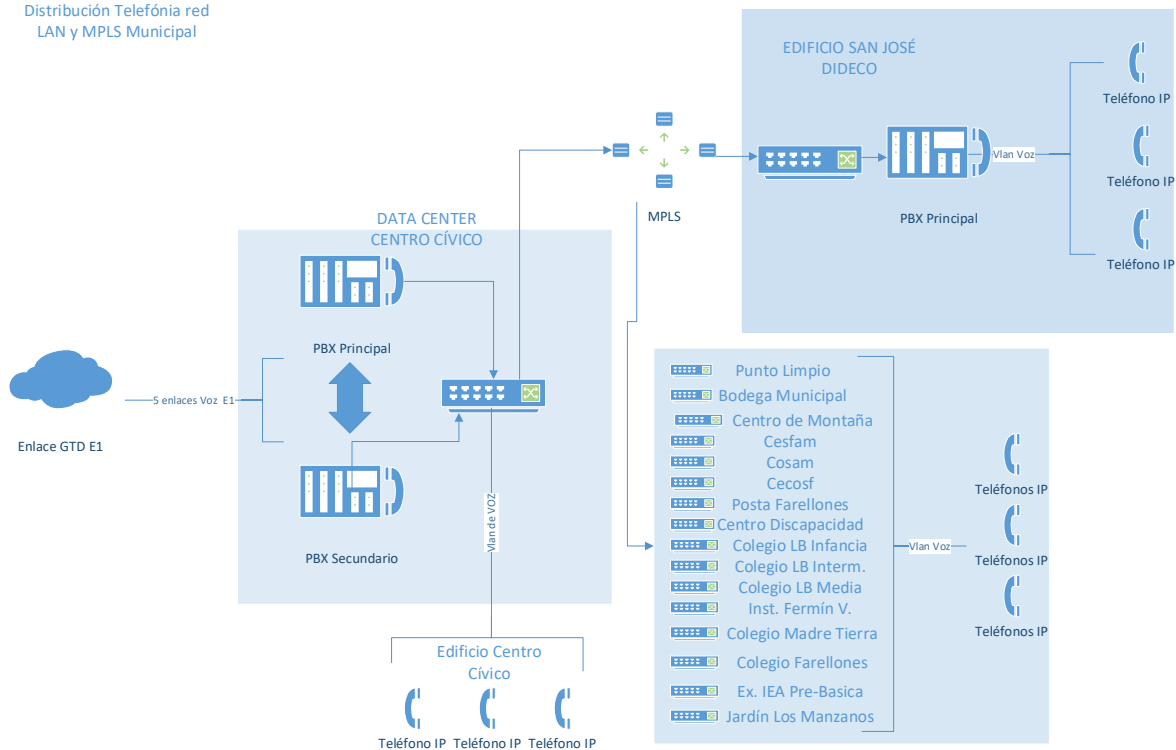 Distribución Telefónia red
LAN y MPLS Municipal
EDIFICIO SAN JOSÉ
DIDECO
Teléfono IP
Teléfono IP
Teléfono IP
Vlan Voz
PBX Principal
MPLS
DATA CENTER
CENTRO CÍVICO
PBX Principal
5 enlaces Voz E1
Enlace GTD E1
PBX Secundario
Vlan de VOZ
Edificio Centro
Cívico
Teléfono IP
Teléfono IP
Teléfono IP
Punto Limpio
Bodega Municipal
Centro de Montaña
Cesfam
Cosam
Cecosf
Posta Farellones
Centro Discapacidad
Colegio LB Infancia
Colegio LB Interm.
Colegio LB Media
Inst. Fermín V.
Colegio Madre Tierra
Colegio Farellones
Ex. IEA Pre-Basica
Jardín Los Manzanos
Vlan Voz
Teléfonos IP
Teléfonos IP
Teléfonos IP